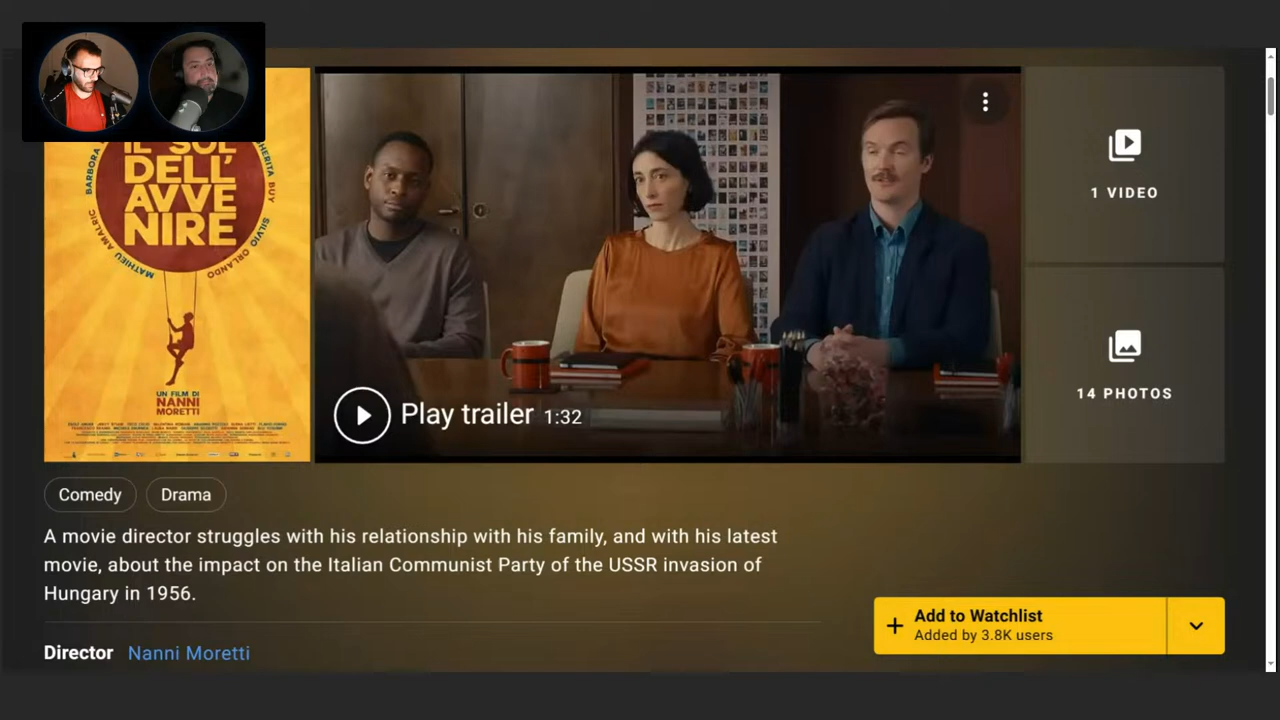 IL SOL
DELL'
AVVE
NIRE
BARBORA
MATHIEU AMALRIC
SILVIO ORLANDO
BUY
UN FILM DI
NANNI
MORETTI
Play trailer 1:32
1 VIDEO
14 PHOTOS
Comedy
Drama
A movie director struggles with his relationship with his family, and with his latest
movie, about the impact on the Italian Communist Party of the USSR invasion of
Hungary in 1956.
Add to Watchlist
Added by 3.8K users
Director Nanni Moretti